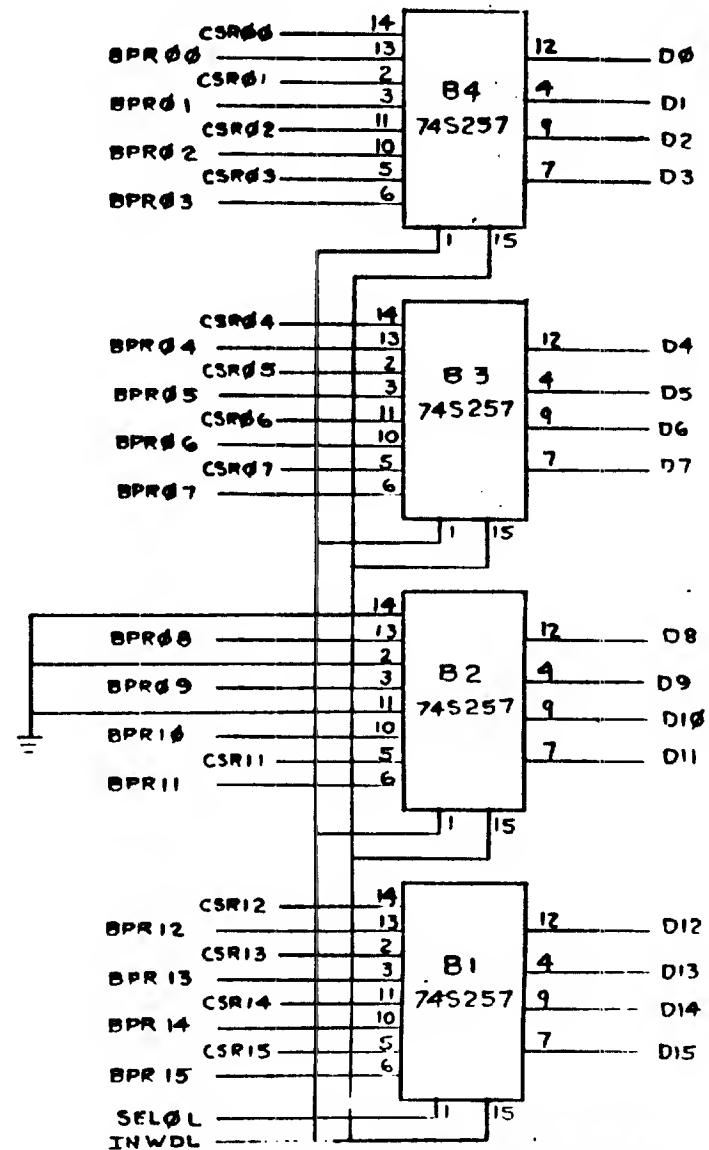 CSRØØ 14
BPRØØ 13 12 DØ
CSRØ1 2
BPRØ1 3 B4 4 D1
CSRØ2 11 74S257 9 D2
BPRØ2 10
CSRØ3 5 7 D3
BPRØ3 6
1 15
CSRØ4 14
BPRØ4 13 12 D4
CSRØ5 2
BPRØ5 3 B3 4 D5
CSRØ6 11 74S257 9 D6
BPRØ6 10
CSRØ7 5 7 D7
BPRØ7 6
1 15
14
BPRØ8 13 12 D8
2
BPRØ9 3 B2 4 D9
11 74S257 9 D1Ø
BPR1Ø 10
CSR11 5 7 D11
BPR11 6
1 15
CSR12 14
BPR12 13 12 D12
CSR13 2
BPR13 3 B1 4 D13
CSR14 11 74S257 9 D14
BPR14 10
CSR15 5 7 D15
BPR15 6
SELØL 1 15
INWDL